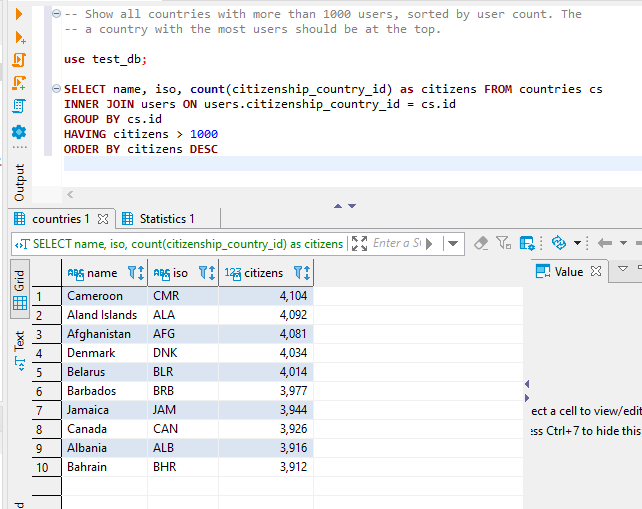 -- Show all countries with more than 1000 users, sorted by user count. The
-- a country with the most users should be at the top.
use test_db;
SELECT name, iso, count(citizenship_country_id) as citizens FROM countries cs
INNER JOIN users ON users.citizenship_country_id = cs.id
GROUP BY cs.id
HAVING citizens > 1000
ORDER BY citizens DESC
Output
countries 1
Statistics 1
SELECT name, iso, count(citizenship_country_id) as citizens
Enter a S
Grid
Text
name iso 123 citizens
1 Cameroon CMR 4,104
2 Aland Islands ALA 4,092
3 Afghanistan AFG 4,081
4 Denmark DNK 4,034
5 Belarus BLR 4,014
6 Barbados BRB 3,977
7 Jamaica JAM 3,944
8 Canada CAN 3,926
9 Albania ALB 3,916
10 Bahrain BHR 3,912
Value
ect a cell to view/edit
ess Ctrl+7 to hide this